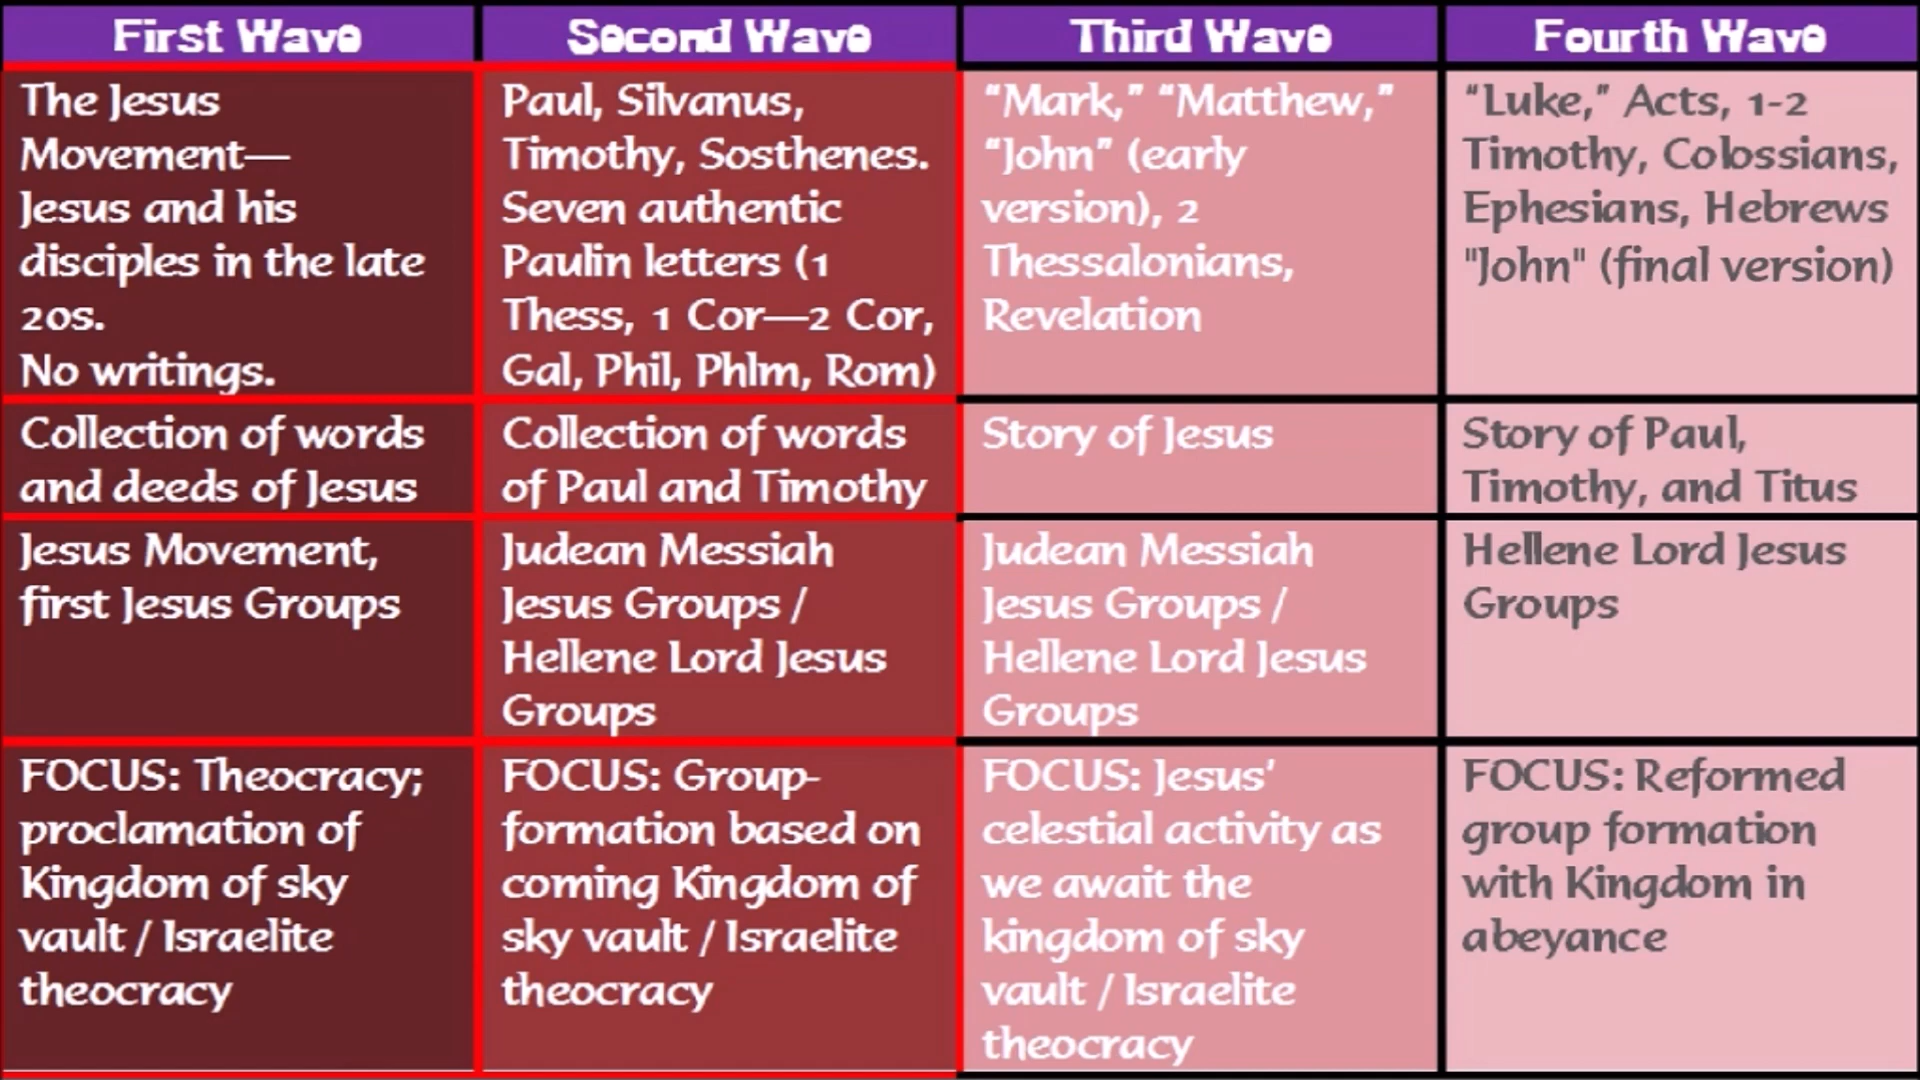 First Wave
Second Wave
Third Wave
Fourth Wave
The Jesus
Movement—
Jesus and his
disciples in the late
20s.
No writings.
Paul, Silvanus,
Timothy, Sosthenes.
Seven authentic
Paulin letters (1
Thess, 1 Cor—2 Cor,
Gal, Phil, Phlm, Rom)
“Mark,” “Matthew,”
“John” (early
version), 2
Thessalonians,
Revelation
“Luke,” Acts, 1-2
Timothy, Colossians,
Ephesians, Hebrews
"John" (final version)
Collection of words
and deeds of Jesus
Collection of words
of Paul and Timothy
Story of Jesus
Story of Paul,
Timothy, and Titus
Jesus Movement,
first Jesus Groups
Judean Messiah
Jesus Groups /
Hellene Lord Jesus
Groups
Judean Messiah
Jesus Groups /
Hellene Lord Jesus
Groups
Hellene Lord Jesus
Groups
FOCUS: Theocracy;
proclamation of
Kingdom of sky
vault / Israelite
theocracy
FOCUS: Group-
formation based on
coming Kingdom of
sky vault / Israelite
theocracy
FOCUS: Jesus’
celestial activity as
we await the
kingdom of sky
vault / Israelite
theocracy
FOCUS: Reformed
group formation
with Kingdom in
abeyance